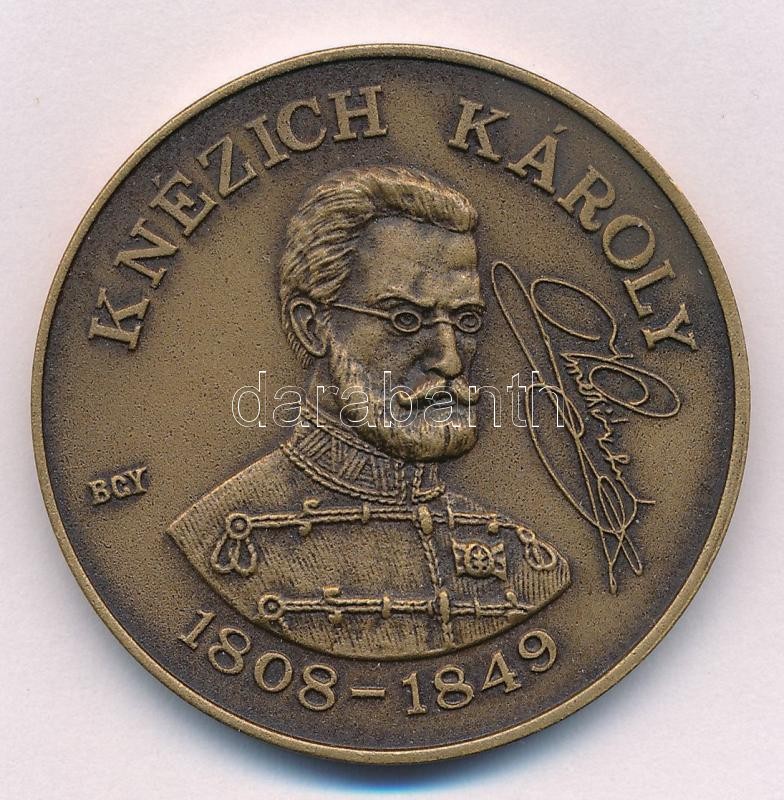 KNÉZICH KÁROLY
darabanth
BGY
1808-1849